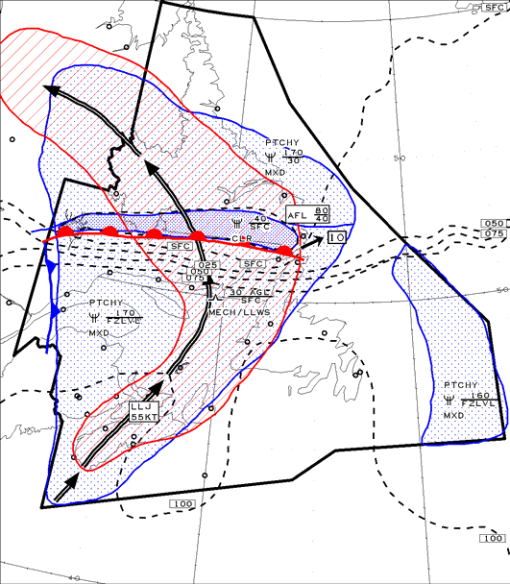 SFC
PTCHY
170
30
MXD
50
AFL 80
40
40
SFC
CLR
10
050
075
SFC
SFC
025
050
075
30 AGL
SFC
MECH/LLWS
50
PTCHY
170
FZLVL
MXD
LLJ
55KT
PTCHY
160
FZLVL
MXD
100
100
40